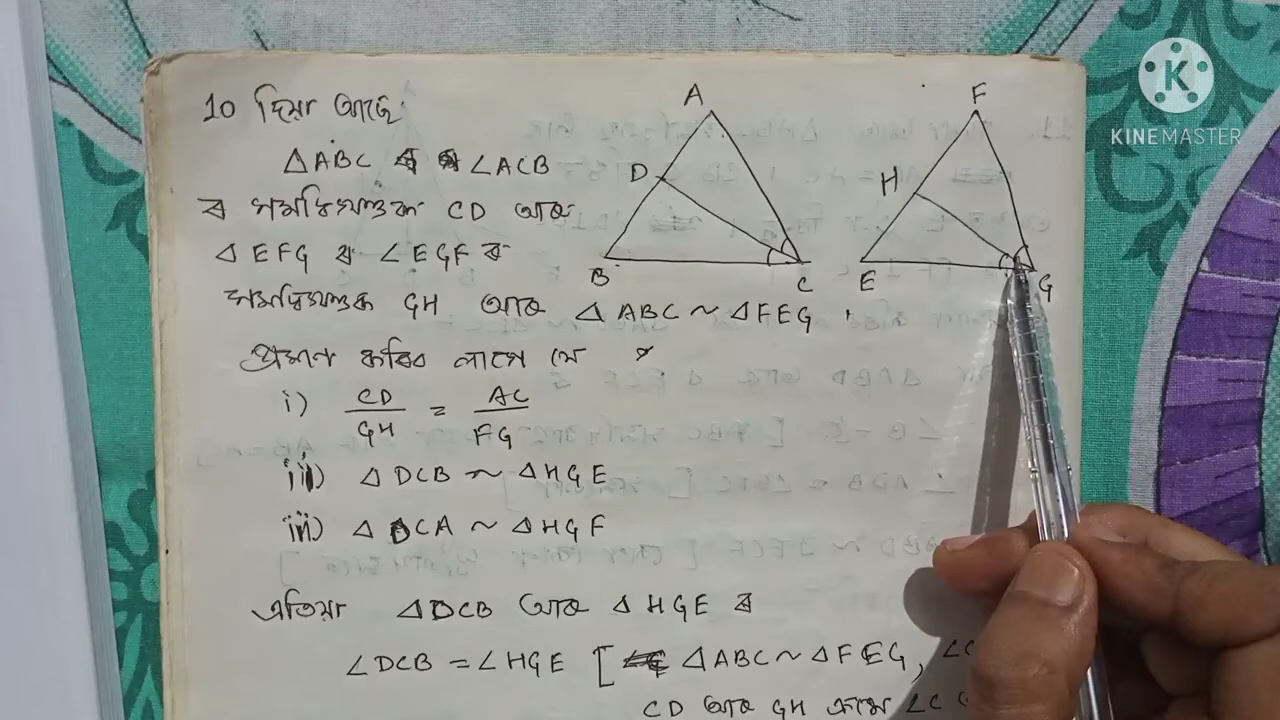 10 দিয়া আছে
△ABC ∠ACB
ৰ সমদ্বিখণ্ডক CD আৰু
△EFG ৰ ∠EGF ৰ
সমদ্বিখণ্ডক GH আৰু △ABC ~ △FEG,
প্ৰমাণ কৰিব লাগে যে
i) CD/GH = AC/FG
ii) △DCB ~ △HGE
iii) △DCA ~ △HGF
এতিয়া △DCB আৰু △HGE ৰ
∠DCB = ∠HGE [△ABC ~ △FEG,
CD আৰু GH ক্ৰমে ∠C
A
D
B
C
F
H
E
G
K
KINEMASTER